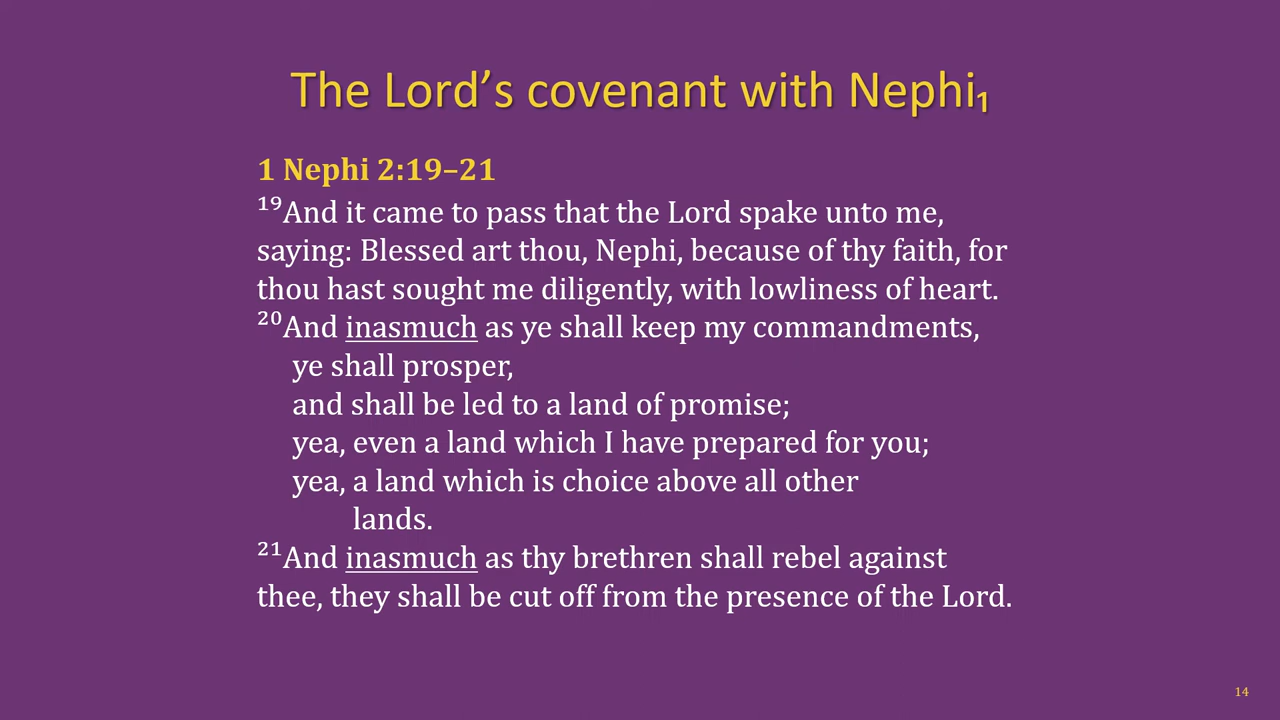 The Lord’s covenant with Nephi₁
1 Nephi 2:19–21
¹⁹And it came to pass that the Lord spake unto me,
saying: Blessed art thou, Nephi, because of thy faith, for
thou hast sought me diligently, with lowliness of heart.
²⁰And inasmuch as ye shall keep my commandments,
ye shall prosper,
and shall be led to a land of promise;
yea, even a land which I have prepared for you;
yea, a land which is choice above all other
lands.
²¹And inasmuch as thy brethren shall rebel against
thee, they shall be cut off from the presence of the Lord.
14